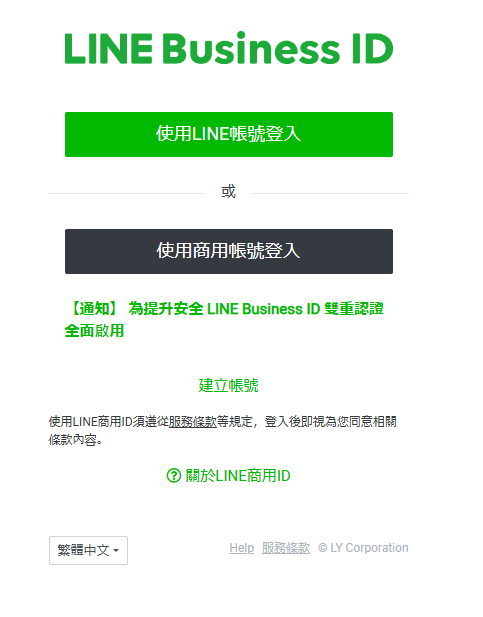 LINE Business ID
使用LINE帳號登入
或
使用商用帳號登入
【通知】 為提升安全 LINE Business ID 雙重認證
全面啟用
建立帳號
使用LINE商用ID須遵從服務條款等規定，登入後即視為您同意相關
條款內容。
關於LINE商用ID
繁體中文
Help 服務條款 © LY Corporation